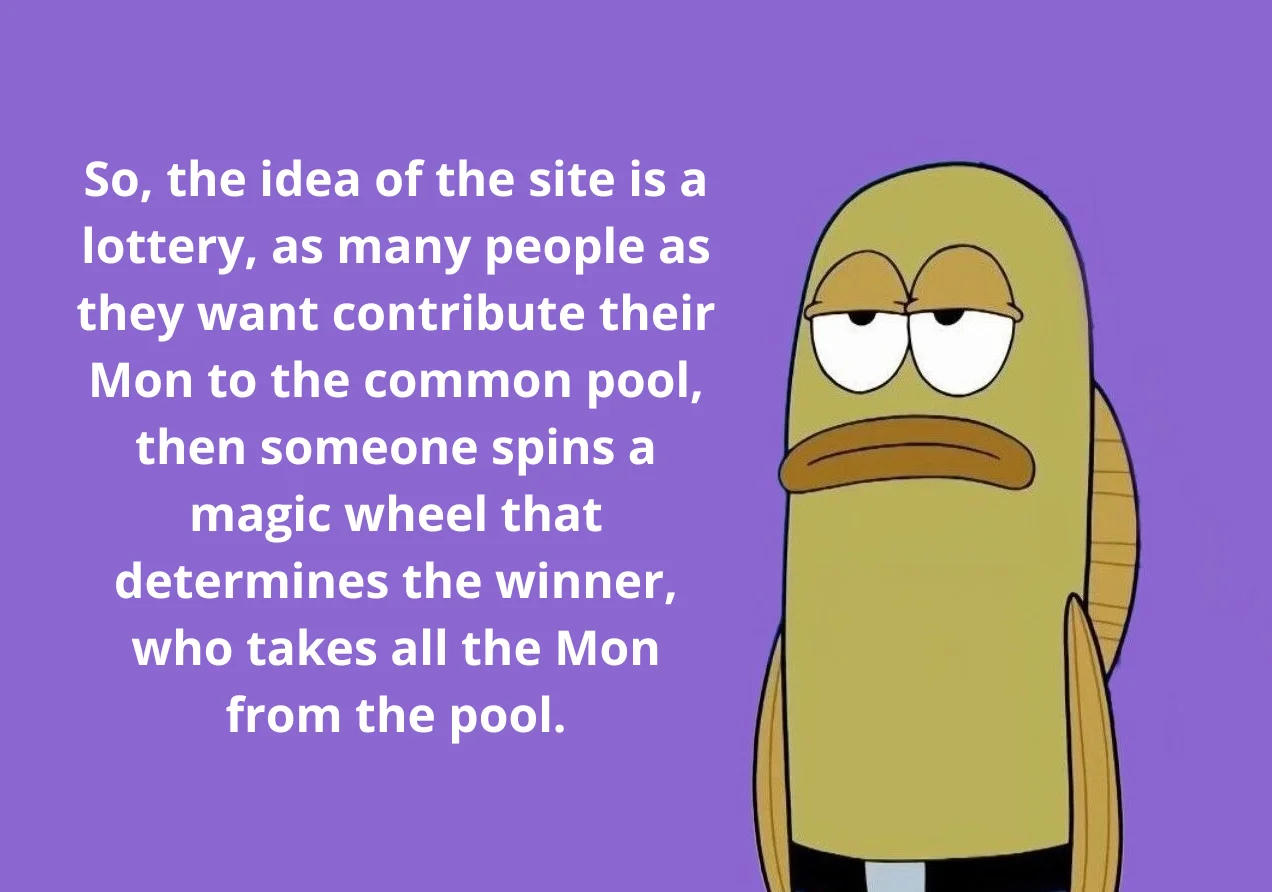 So, the idea of the site is a
lottery, as many people as
they want contribute their
Mon to the common pool,
then someone spins a
magic wheel that
determines the winner,
who takes all the Mon
from the pool.